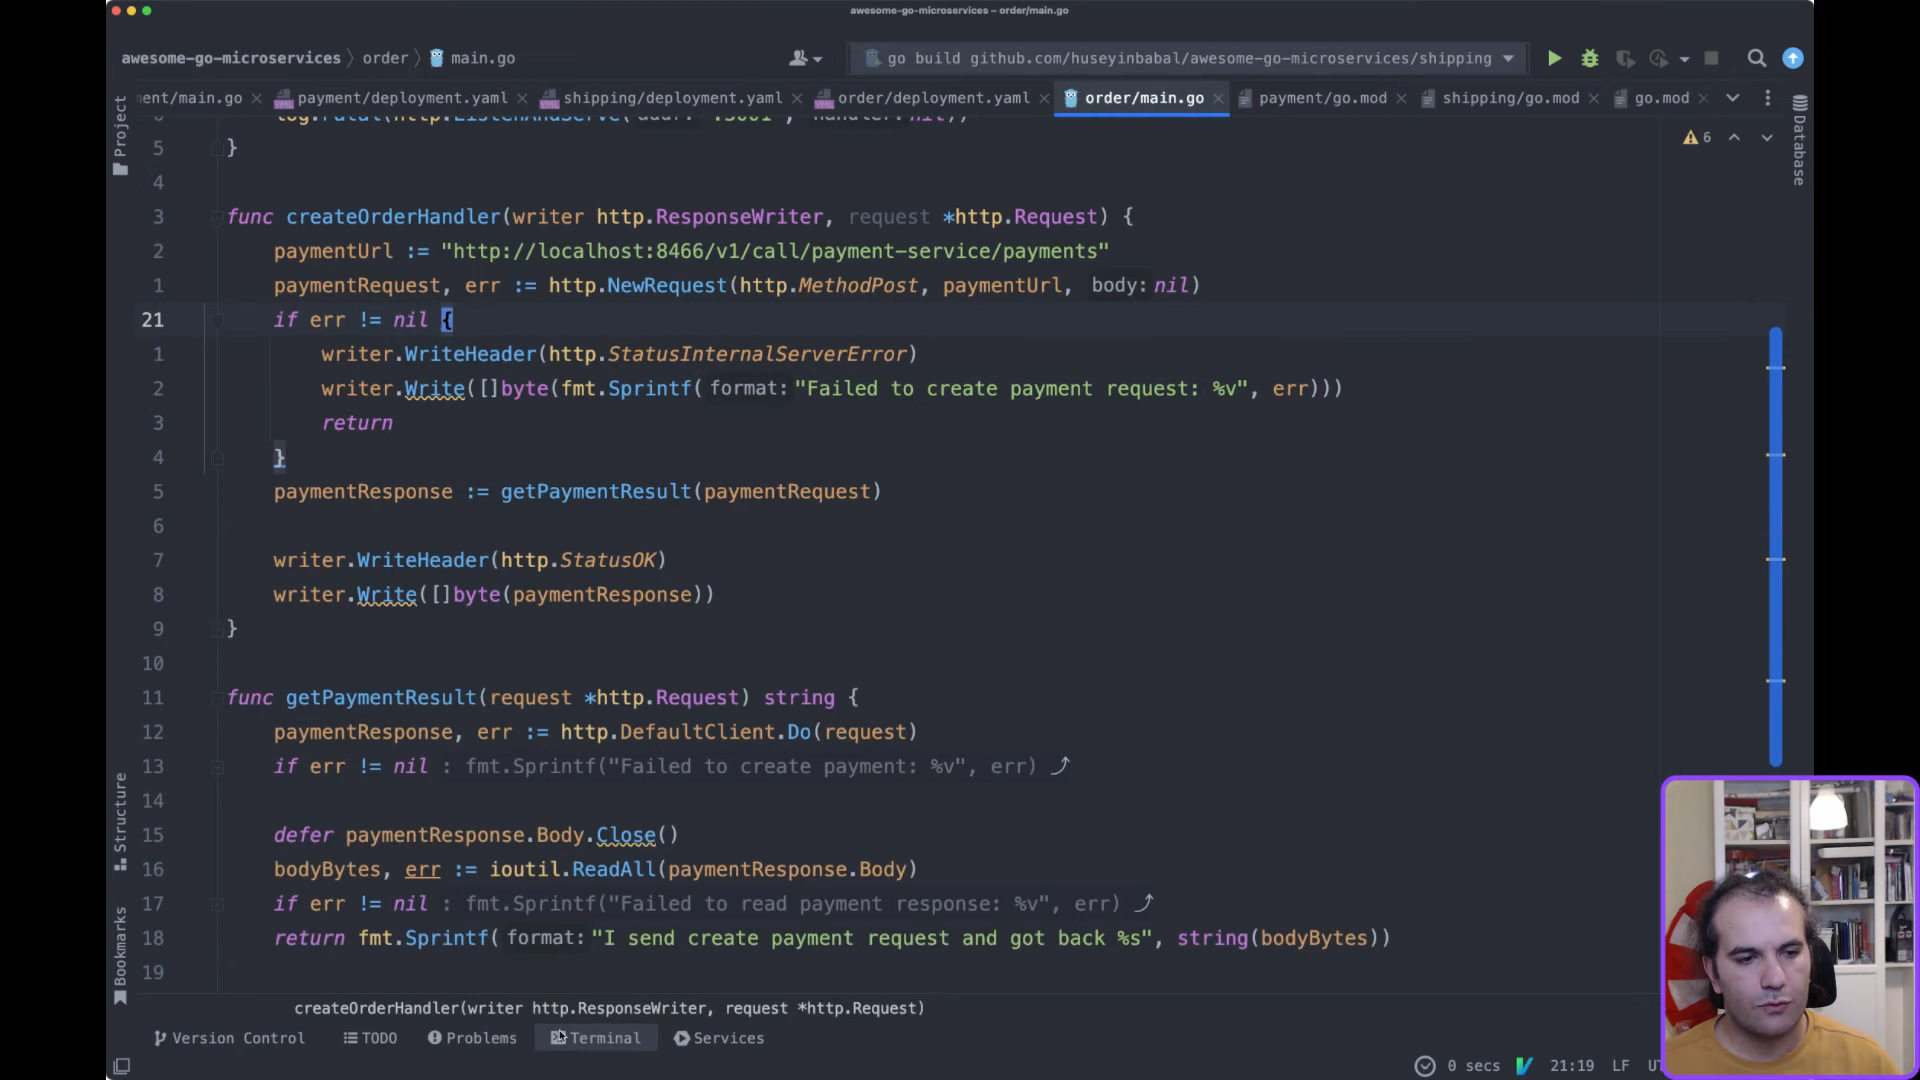 awesome-go-microservices – order/main.go
awesome-go-microservices 〉 order 〉 main.go
go build github.com/huseyinbabal/awesome-go-microservices/shipping
ent/main.go
payment/deployment.yaml
shipping/deployment.yaml
order/deployment.yaml
order/main.go
payment/go.mod
shipping/go.mod
go.mod
Project
Database
6
5 }
4
3 func createOrderHandler(writer http.ResponseWriter, request *http.Request) {
2 paymentUrl := "http://localhost:8466/v1/call/payment-service/payments"
1 paymentRequest, err := http.NewRequest(http.MethodPost, paymentUrl, body: nil)
21 if err != nil {
1 writer.WriteHeader(http.StatusInternalServerError)
2 writer.Write([]byte(fmt.Sprintf( format: "Failed to create payment request: %v", err)))
3 return
4 }
5 paymentResponse := getPaymentResult(paymentRequest)
6
7 writer.WriteHeader(http.StatusOK)
8 writer.Write([]byte(paymentResponse))
9 }
10
11 func getPaymentResult(request *http.Request) string {
12 paymentResponse, err := http.DefaultClient.Do(request)
13 if err != nil : fmt.Sprintf("Failed to create payment: %v", err) ⤴
14
15 defer paymentResponse.Body.Close()
16 bodyBytes, err := ioutil.ReadAll(paymentResponse.Body)
17 if err != nil : fmt.Sprintf("Failed to read payment response: %v", err) ⤴
18 return fmt.Sprintf( format: "I send create payment request and got back %s", string(bodyBytes))
19
Structure
Bookmarks
createOrderHandler(writer http.ResponseWriter, request *http.Request)
Version Control
TODO
Problems
Terminal
Services
0 secs
21:19
LF